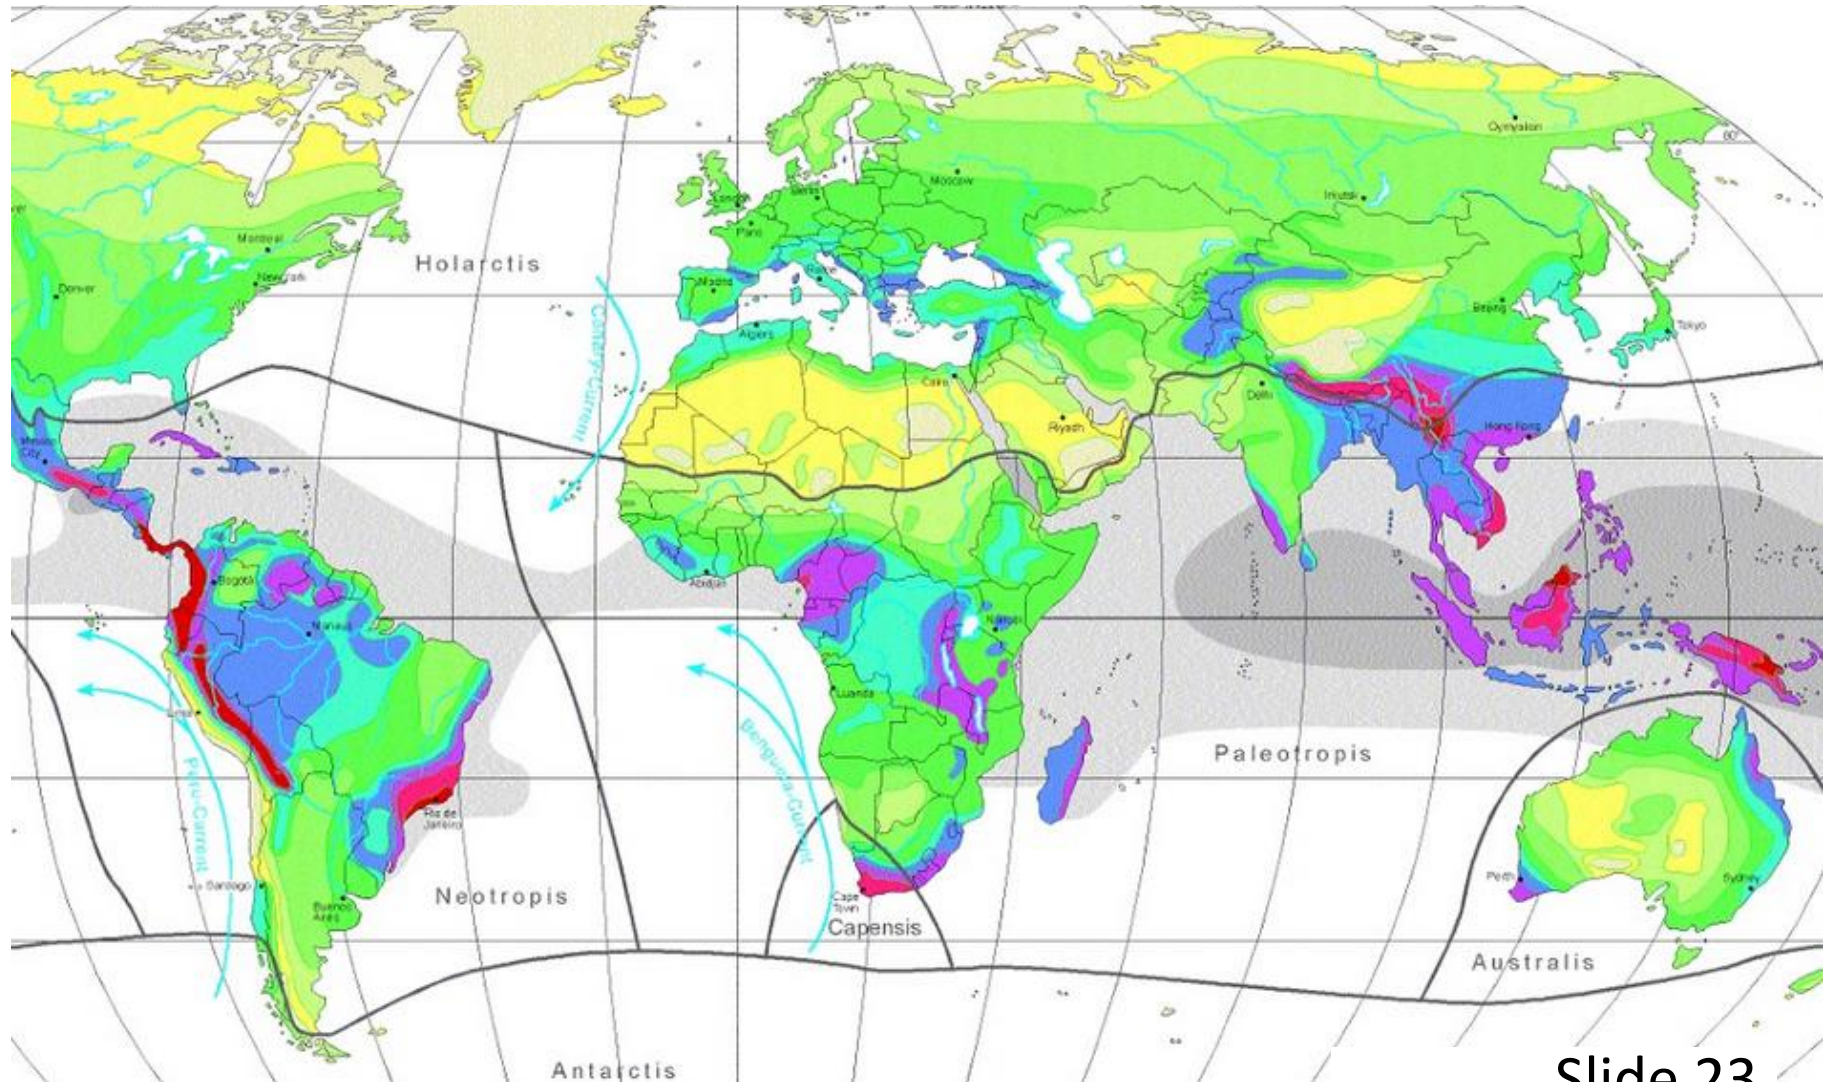 Oymyakon
60°
Moscow
Irkutsk
Berlin
London
Paris
Montreal
New York
Denver
Holarctis
Rome
Madrid
Algiers
Canary-Current
Beijing
Tokyo
Cairo
Delhi
Riyadh
Hong Kong
Mexico
City
Bogotá
Abidjan
Manaus
Nairobi
Luanda
Lima
Benguela-Current
Peru-Current
Paleotropis
Rio de
Janeiro
Santiago
Buenos
Aires
Neotropis
Cape
Town
Capensis
Perth
Sydney
Australis
Antarctis
Slide 23